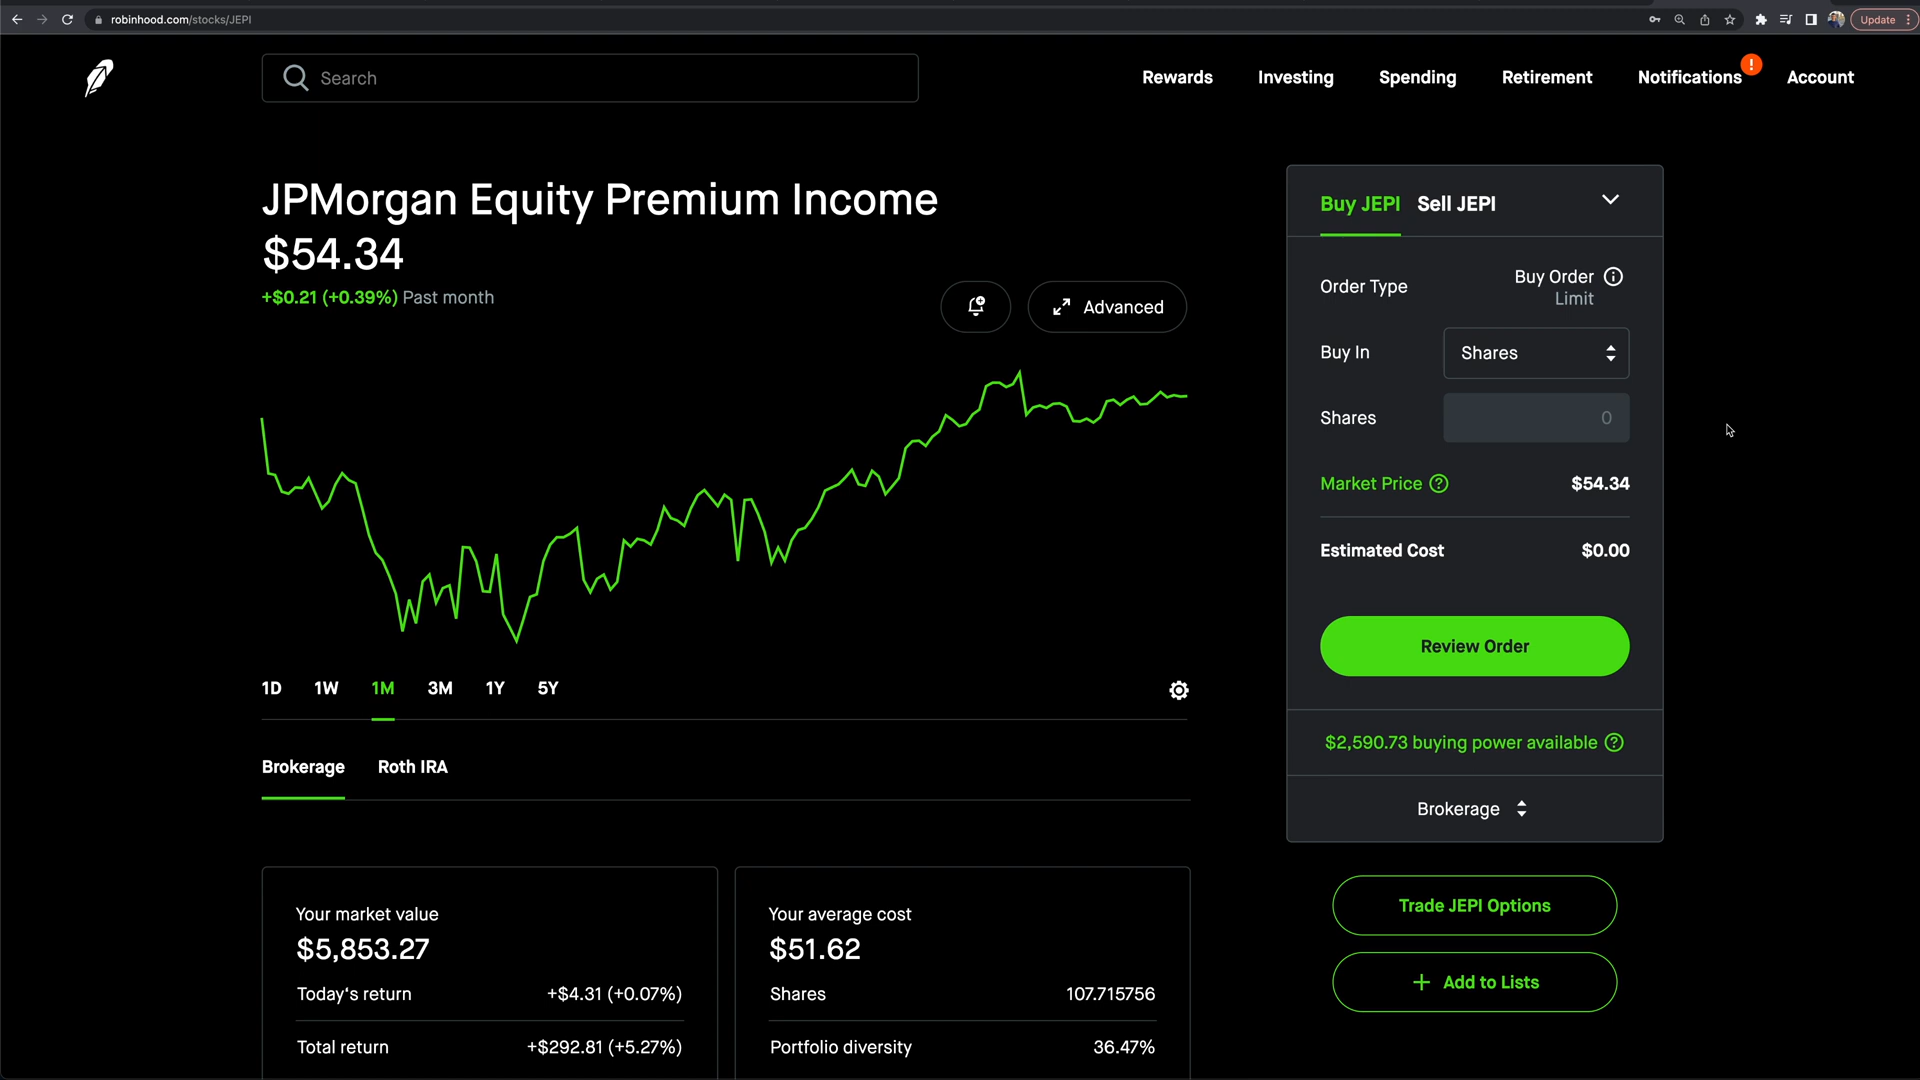 robinhood.com/stocks/JEPI
Update
Search
Rewards
Investing
Spending
Retirement
Notifications
!
Account
JPMorgan Equity Premium Income
$54.34
+$0.21 (+0.39%) Past month
Advanced
1D 1W 1M 3M 1Y 5Y
Brokerage Roth IRA
Your market value
$5,853.27
Today's return +$4.31 (+0.07%)
Total return +$292.81 (+5.27%)
Your average cost
$51.62
Shares 107.715756
Portfolio diversity 36.47%
Buy JEPI Sell JEPI
Order Type Buy Order
Limit
Buy In Shares
Shares 0
Market Price $54.34
Estimated Cost $0.00
Review Order
$2,590.73 buying power available
Brokerage
Trade JEPI Options
+ Add to Lists